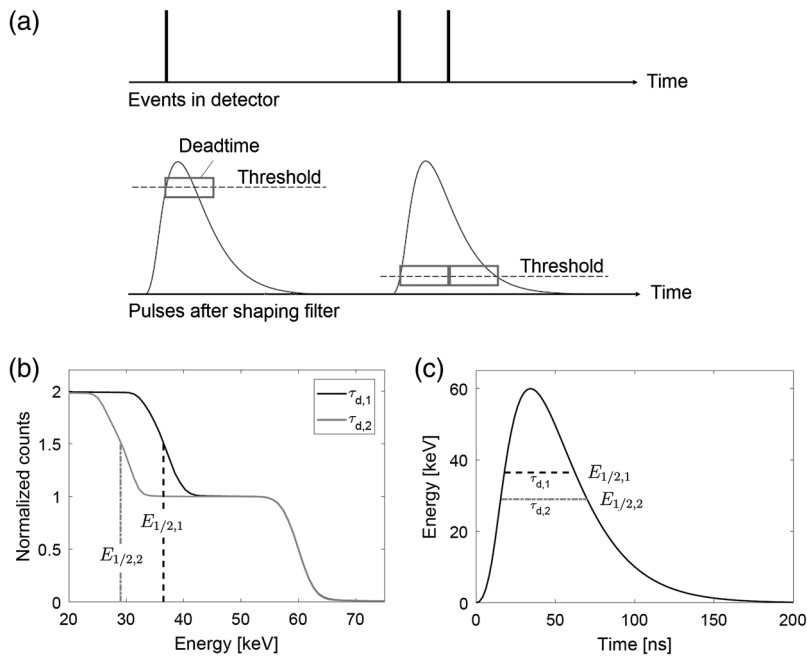 (a)
Time
Events in detector
Deadtime
Threshold
Threshold
Time
Pulses after shaping filter
(b)
2
1.5
1
0.5
0
20 30 40 50 60 70
Energy [keV]
Normalized counts
τd,1
τd,2
E1/2,1
E1/2,2
(c)
60
40
20
0
0 50 100 150 200
Time [ns]
Energy [keV]
τd,1
E1/2,1
τd,2
E1/2,2